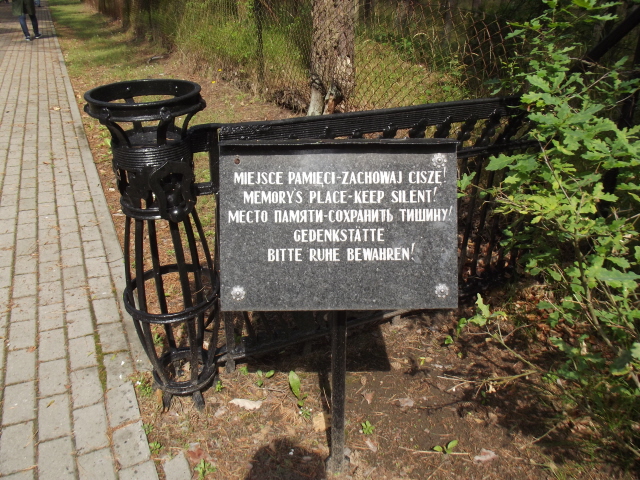 MIEJSCE PAMIĘCI-ZACHOWAJ CISZĘ!
MEMORY'S PLACE-KEEP SILENT!
МЕСТО ПАМЯТИ-СОХРАНИТЬ ТИШИНУ!
GEDENKSTÄTTE
BITTE RUHE BEWAHREN!